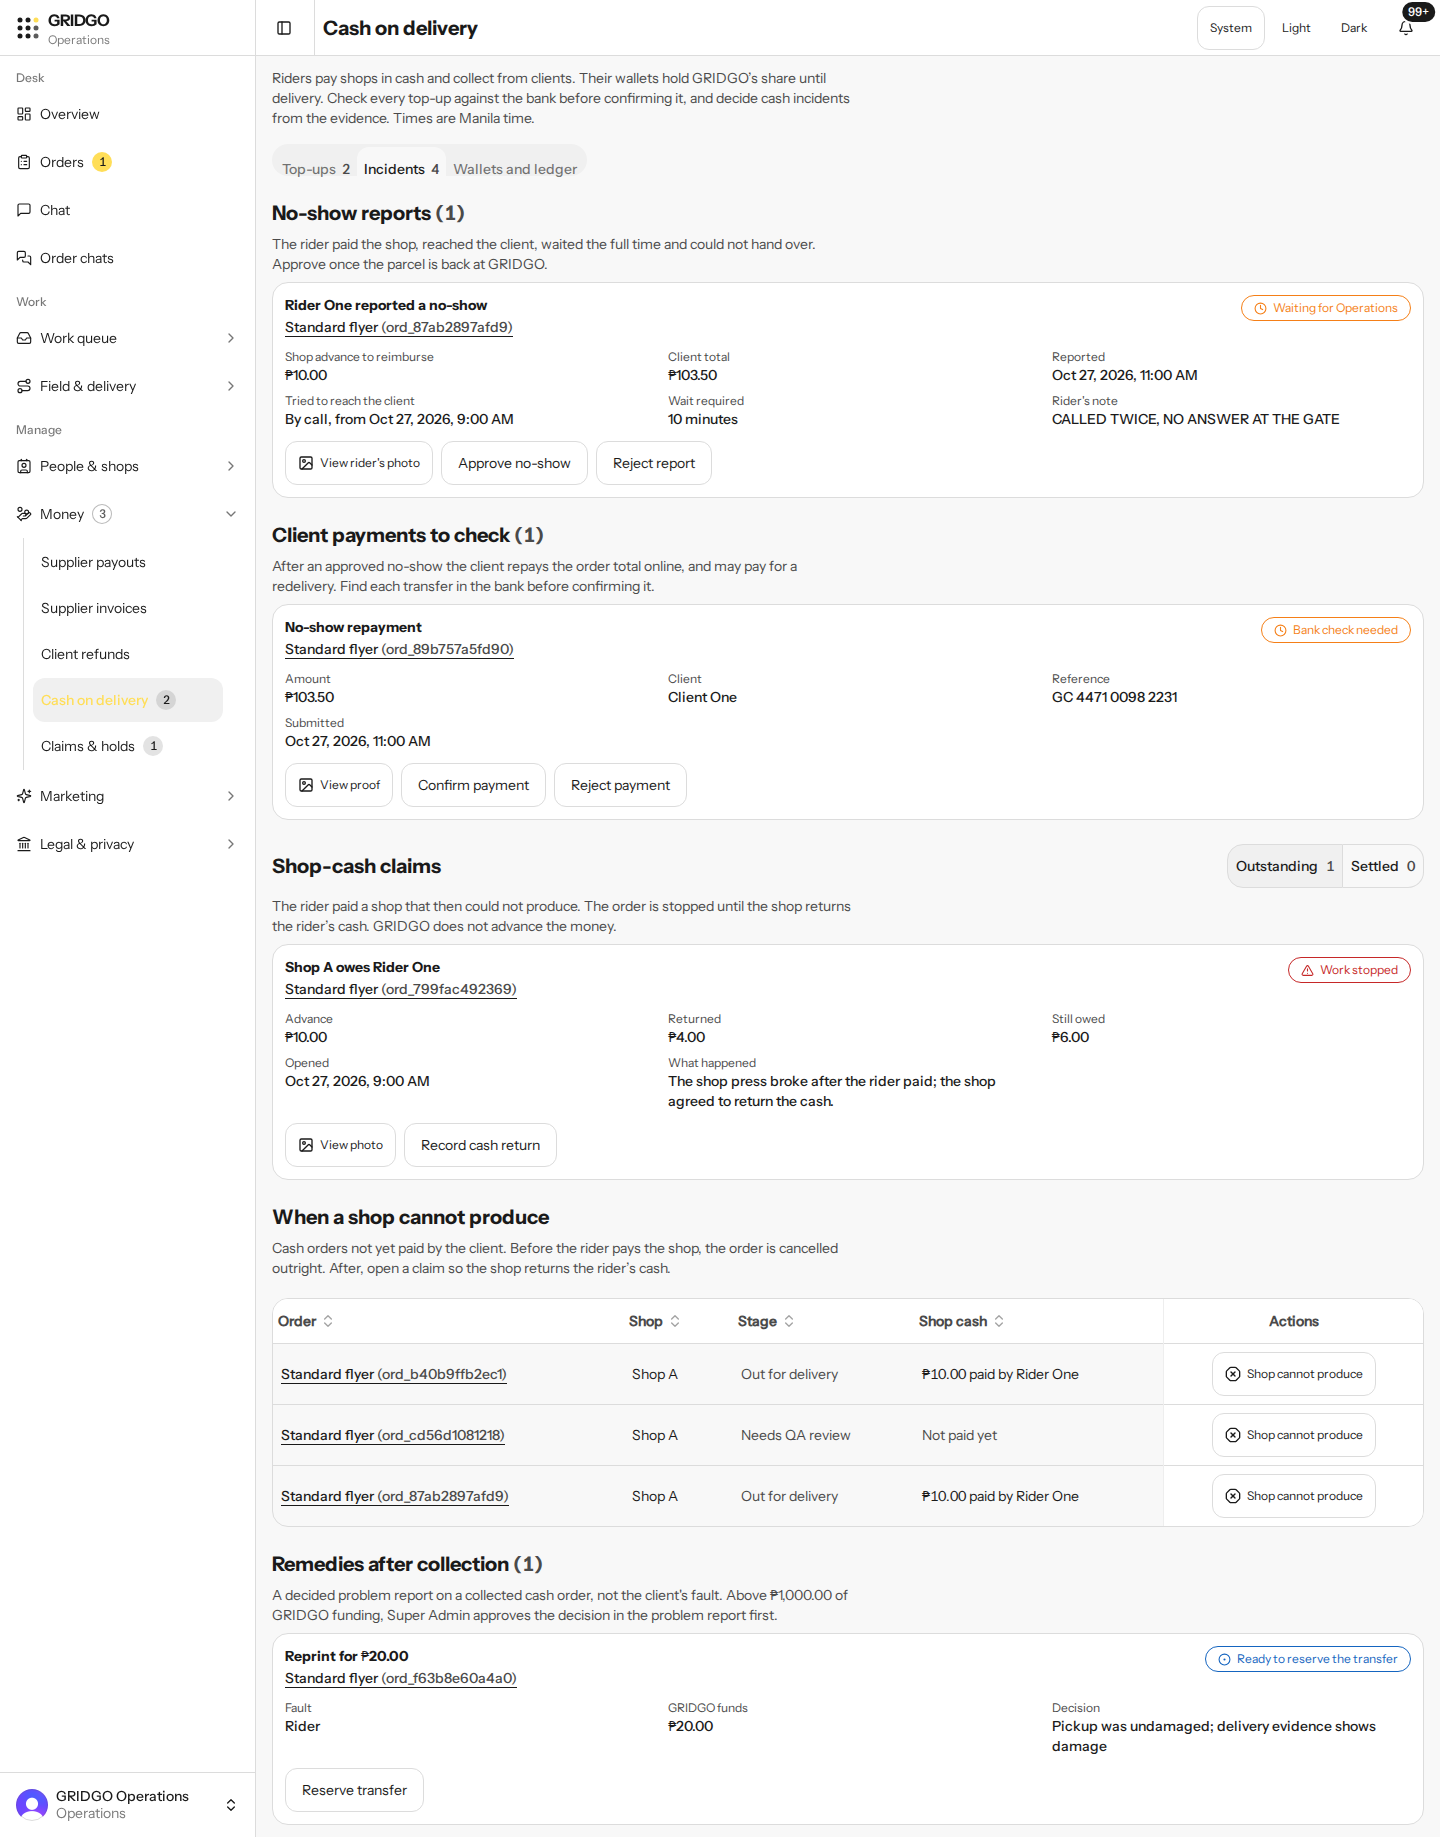 GRIDGO
Operations
Desk
Overview
Orders 1
Chat
Order chats
Work
Work queue
Field & delivery
Manage
People & shops
Money 3
Supplier payouts
Supplier invoices
Client refunds
Cash on delivery 2
Claims & holds 1
Marketing
Legal & privacy
GRIDGO Operations
Operations
Cash on delivery
System Light Dark 99+
Riders pay shops in cash and collect from clients. Their wallets hold GRIDGO's share until
delivery. Check every top-up against the bank before confirming it, and decide cash incidents
from the evidence. Times are Manila time.
Top-ups 2 Incidents 4 Wallets and ledger
No-show reports (1)
The rider paid the shop, reached the client, waited the full time and could not hand over.
Approve once the parcel is back at GRIDGO.
Rider One reported a no-show Waiting for Operations
Standard flyer (ord_87ab2897afd9)
Shop advance to reimburse Client total Reported
₱10.00 ₱103.50 Oct 27, 2026, 11:00 AM
Tried to reach the client Wait required Rider's note
By call, from Oct 27, 2026, 9:00 AM 10 minutes CALLED TWICE, NO ANSWER AT THE GATE
View rider's photo Approve no-show Reject report
Client payments to check (1)
After an approved no-show the client repays the order total online, and may pay for a
redelivery. Find each transfer in the bank before confirming it.
No-show repayment Bank check needed
Standard flyer (ord_89b757a5fd90)
Amount Client Reference
₱103.50 Client One GC 4471 0098 2231
Submitted
Oct 27, 2026, 11:00 AM
View proof Confirm payment Reject payment
Shop-cash claims Outstanding 1 Settled 0
The rider paid a shop that then could not produce. The order is stopped until the shop returns
the rider's cash. GRIDGO does not advance the money.
Shop A owes Rider One Work stopped
Standard flyer (ord_799fac492369)
Advance Returned Still owed
₱10.00 ₱4.00 ₱6.00
Opened What happened
Oct 27, 2026, 9:00 AM The shop press broke after the rider paid; the shop
agreed to return the cash.
View photo Record cash return
When a shop cannot produce
Cash orders not yet paid by the client. Before the rider pays the shop, the order is cancelled
outright. After, open a claim so the shop returns the rider's cash.
Order Shop Stage Shop cash Actions
Standard flyer (ord_b40b9ffb2ec1) Shop A Out for delivery ₱10.00 paid by Rider One Shop cannot produce
Standard flyer (ord_cd56d1081218) Shop A Needs QA review Not paid yet Shop cannot produce
Standard flyer (ord_87ab2897afd9) Shop A Out for delivery ₱10.00 paid by Rider One Shop cannot produce
Remedies after collection (1)
A decided problem report on a collected cash order, not the client's fault. Above ₱1,000.00 of
GRIDGO funding, Super Admin approves the decision in the problem report first.
Reprint for ₱20.00 Ready to reserve the transfer
Standard flyer (ord_f63b8e60a4a0)
Fault GRIDGO funds Decision
Rider ₱20.00 Pickup was undamaged; delivery evidence shows
damage
Reserve transfer